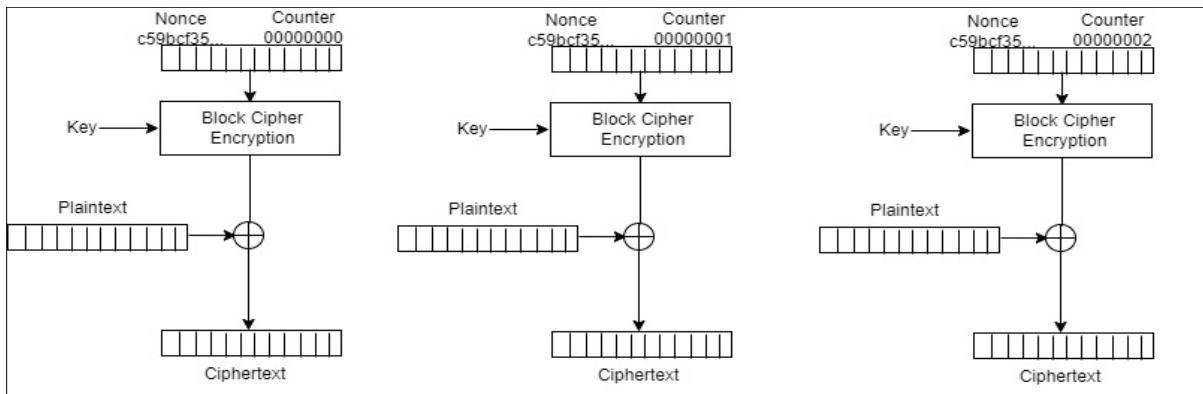 Nonce Counter
c59bcf35... 00000000
Block Cipher
Encryption
Key
Plaintext
Ciphertext
Nonce Counter
c59bcf35... 00000001
Block Cipher
Encryption
Key
Plaintext
Ciphertext
Nonce Counter
c59bcf35... 00000002
Block Cipher
Encryption
Key
Plaintext
Ciphertext